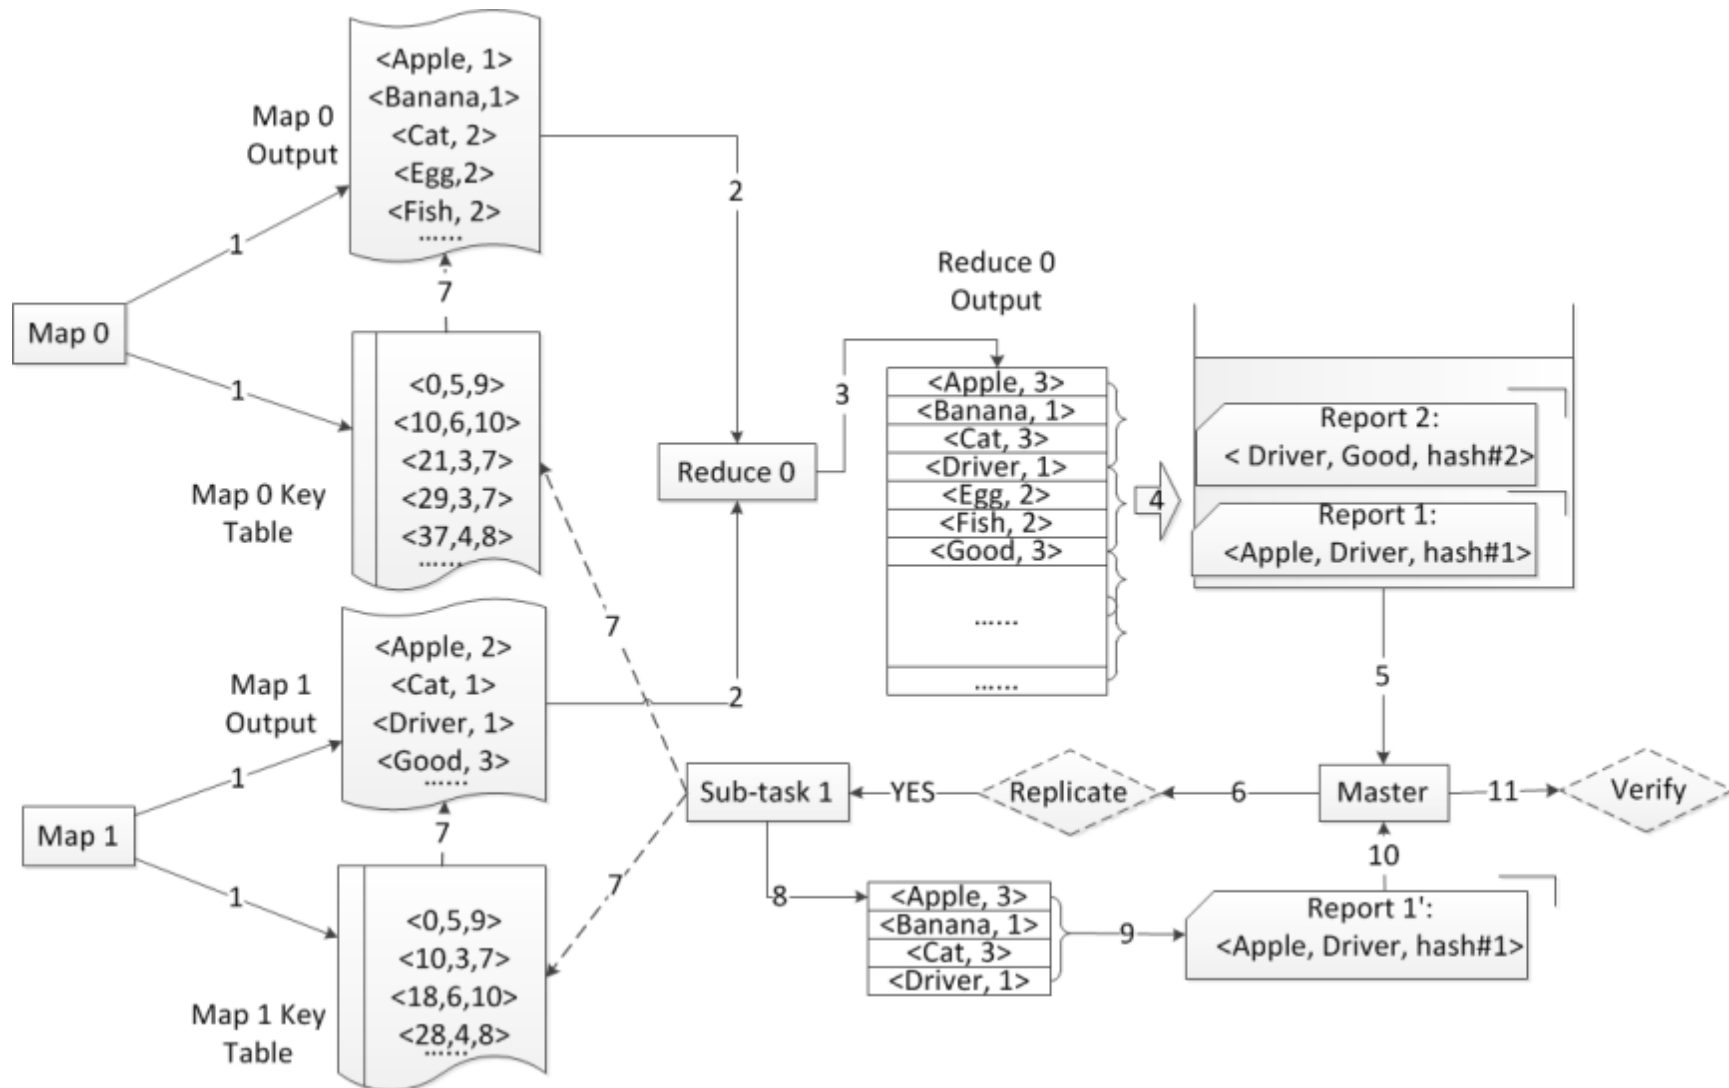 Map 0
Output
<Apple, 1>
<Banana,1>
<Cat, 2>
<Egg,2>
<Fish, 2>
......
1
2
7
Map 0
1
Map 0 Key
Table
<0,5,9>
<10,6,10>
<21,3,7>
<29,3,7>
<37,4,8>
......
Reduce 0
3
Reduce 0
Output
<Apple, 3>
<Banana, 1>
<Cat, 3>
<Driver, 1>
<Egg, 2>
<Fish, 2>
<Good, 3>
......
......
4
Report 2:
< Driver, Good, hash#2>
Report 1:
<Apple, Driver, hash#1>
5
Map 1
Output
<Apple, 2>
<Cat, 1>
<Driver, 1>
<Good, 3>
......
2
7
1
Map 1
7
1
Map 1 Key
Table
<0,5,9>
<10,3,7>
<18,6,10>
<28,4,8>
......
7
Sub-task 1
YES
Replicate
6
Master
11
Verify
8
<Apple, 3>
<Banana, 1>
<Cat, 3>
<Driver, 1>
9
10
Report 1':
<Apple, Driver, hash#1>